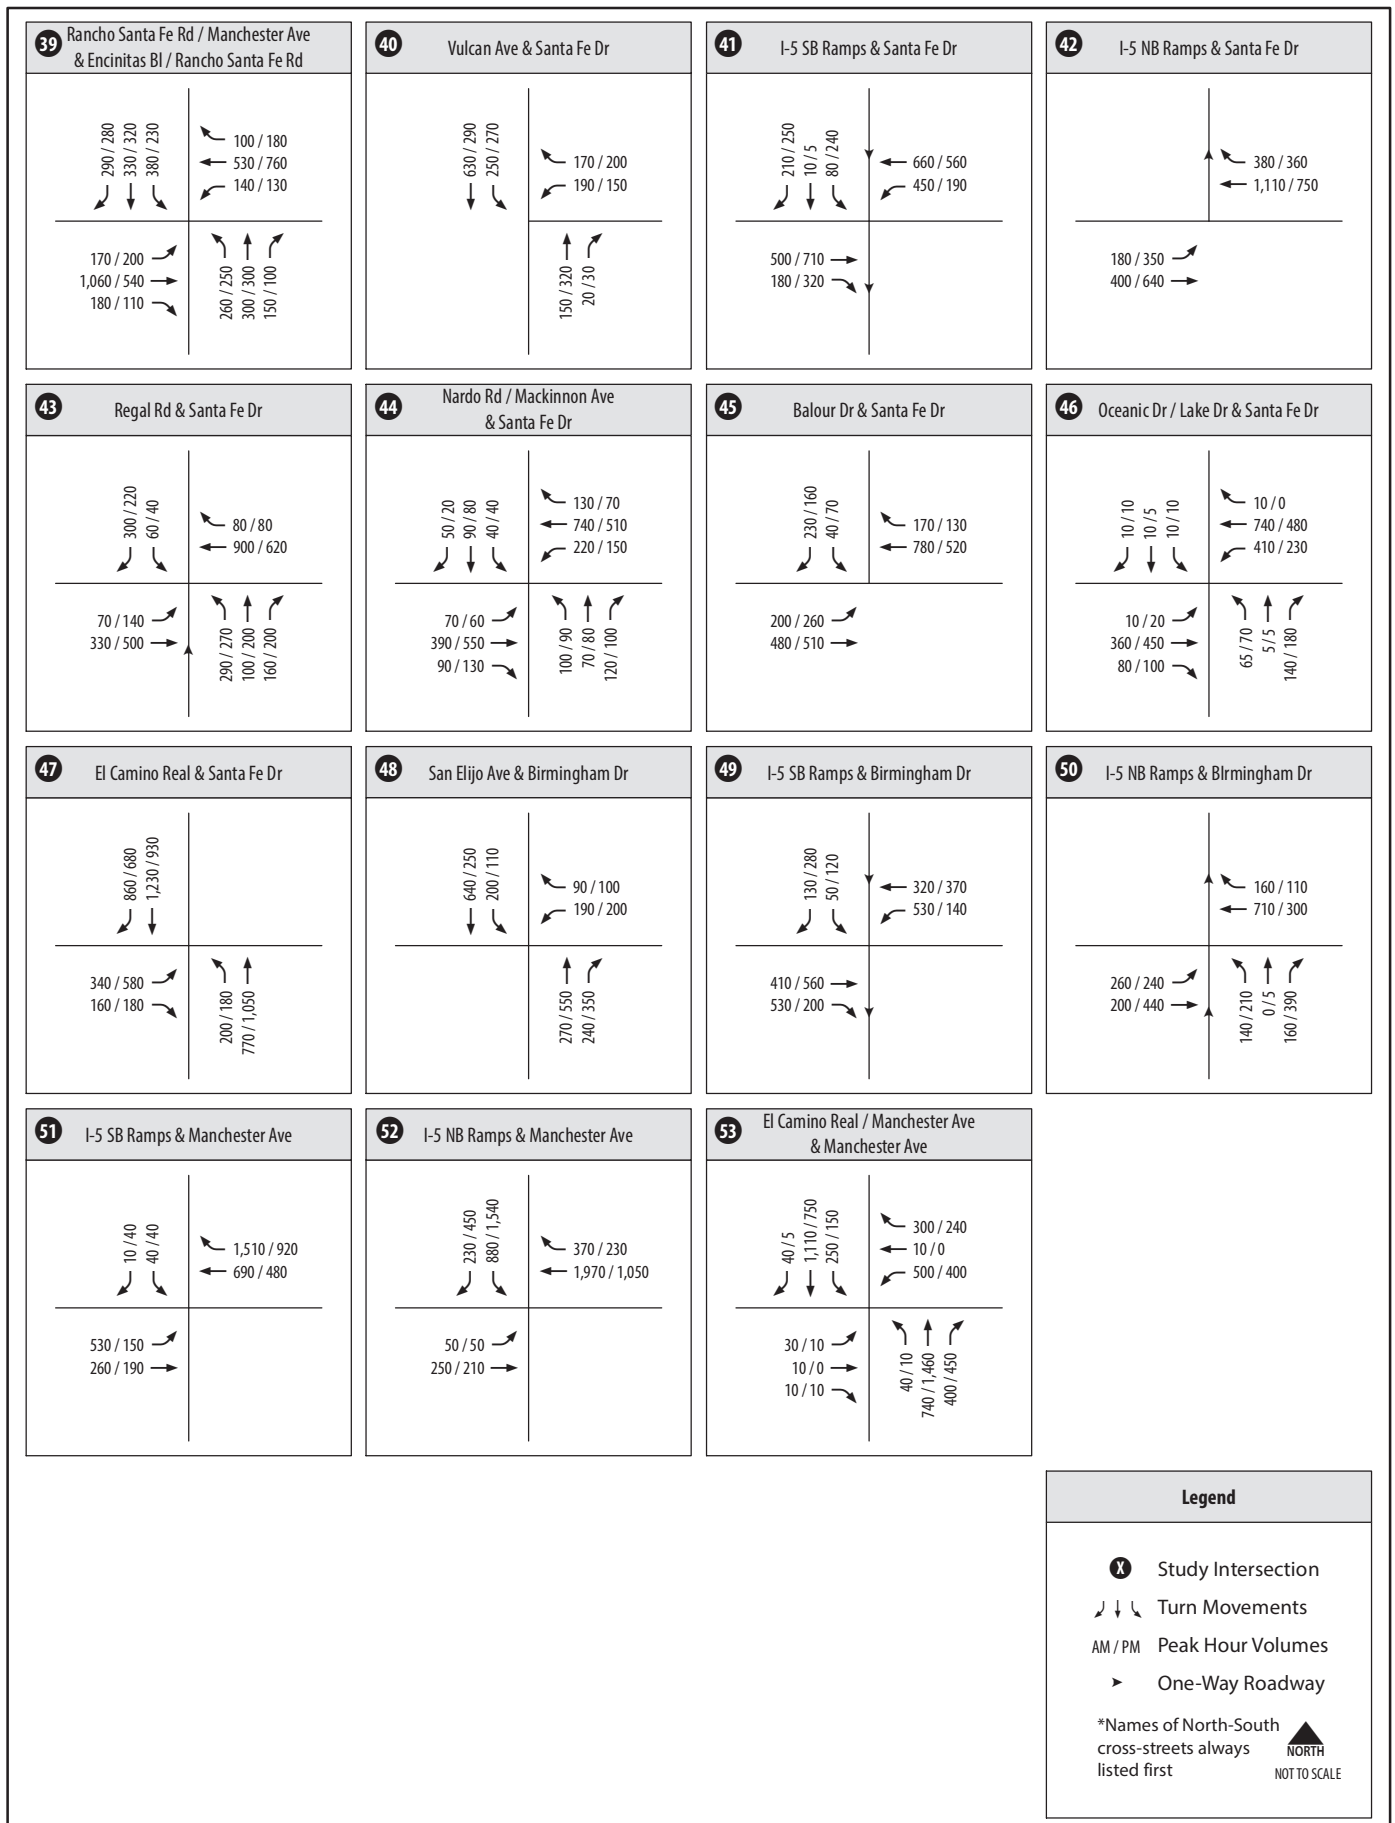 39
Rancho Santa Fe Rd / Manchester Ave
& Encinitas Bl / Rancho Santa Fe Rd
290 / 280
330 / 320
380 / 230
100 / 180
530 / 760
140 / 130
170 / 200
1,060 / 540
180 / 110
260 / 250
300 / 300
150 / 100
40
Vulcan Ave & Santa Fe Dr
630 / 290
250 / 270
170 / 200
190 / 150
150 / 320
20 / 30
41
I-5 SB Ramps & Santa Fe Dr
210 / 250
10 / 5
80 / 240
660 / 560
450 / 190
500 / 710
180 / 320
42
I-5 NB Ramps & Santa Fe Dr
380 / 360
1,110 / 750
180 / 350
400 / 640
43
Regal Rd & Santa Fe Dr
300 / 220
60 / 40
80 / 80
900 / 620
70 / 140
330 / 500
290 / 270
100 / 200
160 / 200
44
Nardo Rd / Mackinnon Ave
& Santa Fe Dr
50 / 20
90 / 80
40 / 40
130 / 70
740 / 510
220 / 150
70 / 60
390 / 550
90 / 130
100 / 90
70 / 80
120 / 100
45
Balour Dr & Santa Fe Dr
230 / 160
40 / 70
170 / 130
780 / 520
200 / 260
480 / 510
46
Oceanic Dr / Lake Dr & Santa Fe Dr
10 / 10
10 / 5
10 / 10
10 / 0
740 / 480
410 / 230
10 / 20
360 / 450
80 / 100
65 / 70
5 / 5
140 / 180
47
El Camino Real & Santa Fe Dr
860 / 680
1,230 / 930
340 / 580
160 / 180
200 / 180
770 / 1,050
48
San Elijo Ave & Birmingham Dr
640 / 250
200 / 110
90 / 100
190 / 200
270 / 550
240 / 350
49
I-5 SB Ramps & Birmingham Dr
130 / 280
50 / 120
320 / 370
530 / 140
410 / 560
530 / 200
50
I-5 NB Ramps & BIrmingham Dr
160 / 110
710 / 300
260 / 240
200 / 440
140 / 210
0 / 5
160 / 390
51
I-5 SB Ramps & Manchester Ave
10 / 40
40 / 40
1,510 / 920
690 / 480
530 / 150
260 / 190
52
I-5 NB Ramps & Manchester Ave
230 / 450
880 / 1,540
370 / 230
1,970 / 1,050
50 / 50
250 / 210
53
El Camino Real / Manchester Ave
& Manchester Ave
40 / 5
1,110 / 750
250 / 150
300 / 240
10 / 0
500 / 400
30 / 10
10 / 0
10 / 10
40 / 10
740 / 1,460
400 / 450
Legend
X Study Intersection
Turn Movements
AM / PM Peak Hour Volumes
One-Way Roadway
*Names of North-South
cross-streets always
listed first
NORTH
NOT TO SCALE